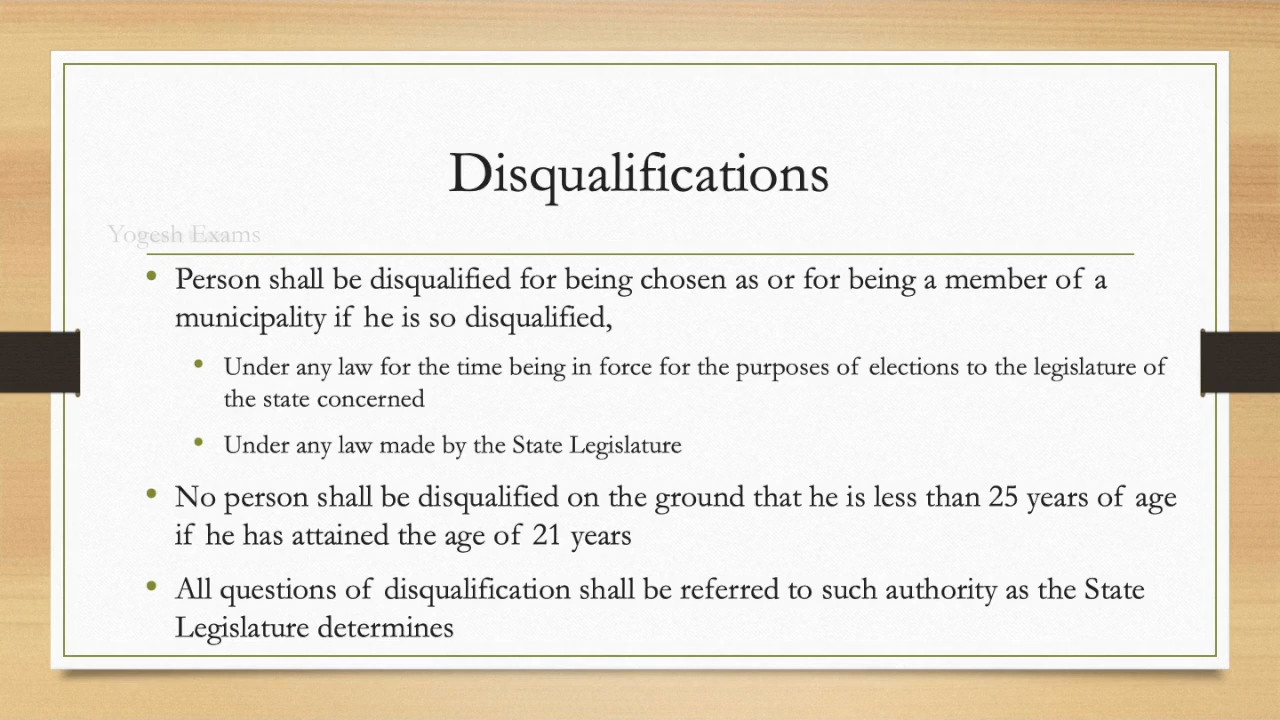 Disqualifications
Yogesh Exams
• Person shall be disqualified for being chosen as or for being a member of a
municipality if he is so disqualified,
• Under any law for the time being in force for the purposes of elections to the legislature of
the state concerned
• Under any law made by the State Legislature
• No person shall be disqualified on the ground that he is less than 25 years of age
if he has attained the age of 21 years
• All questions of disqualification shall be referred to such authority as the State
Legislature determines